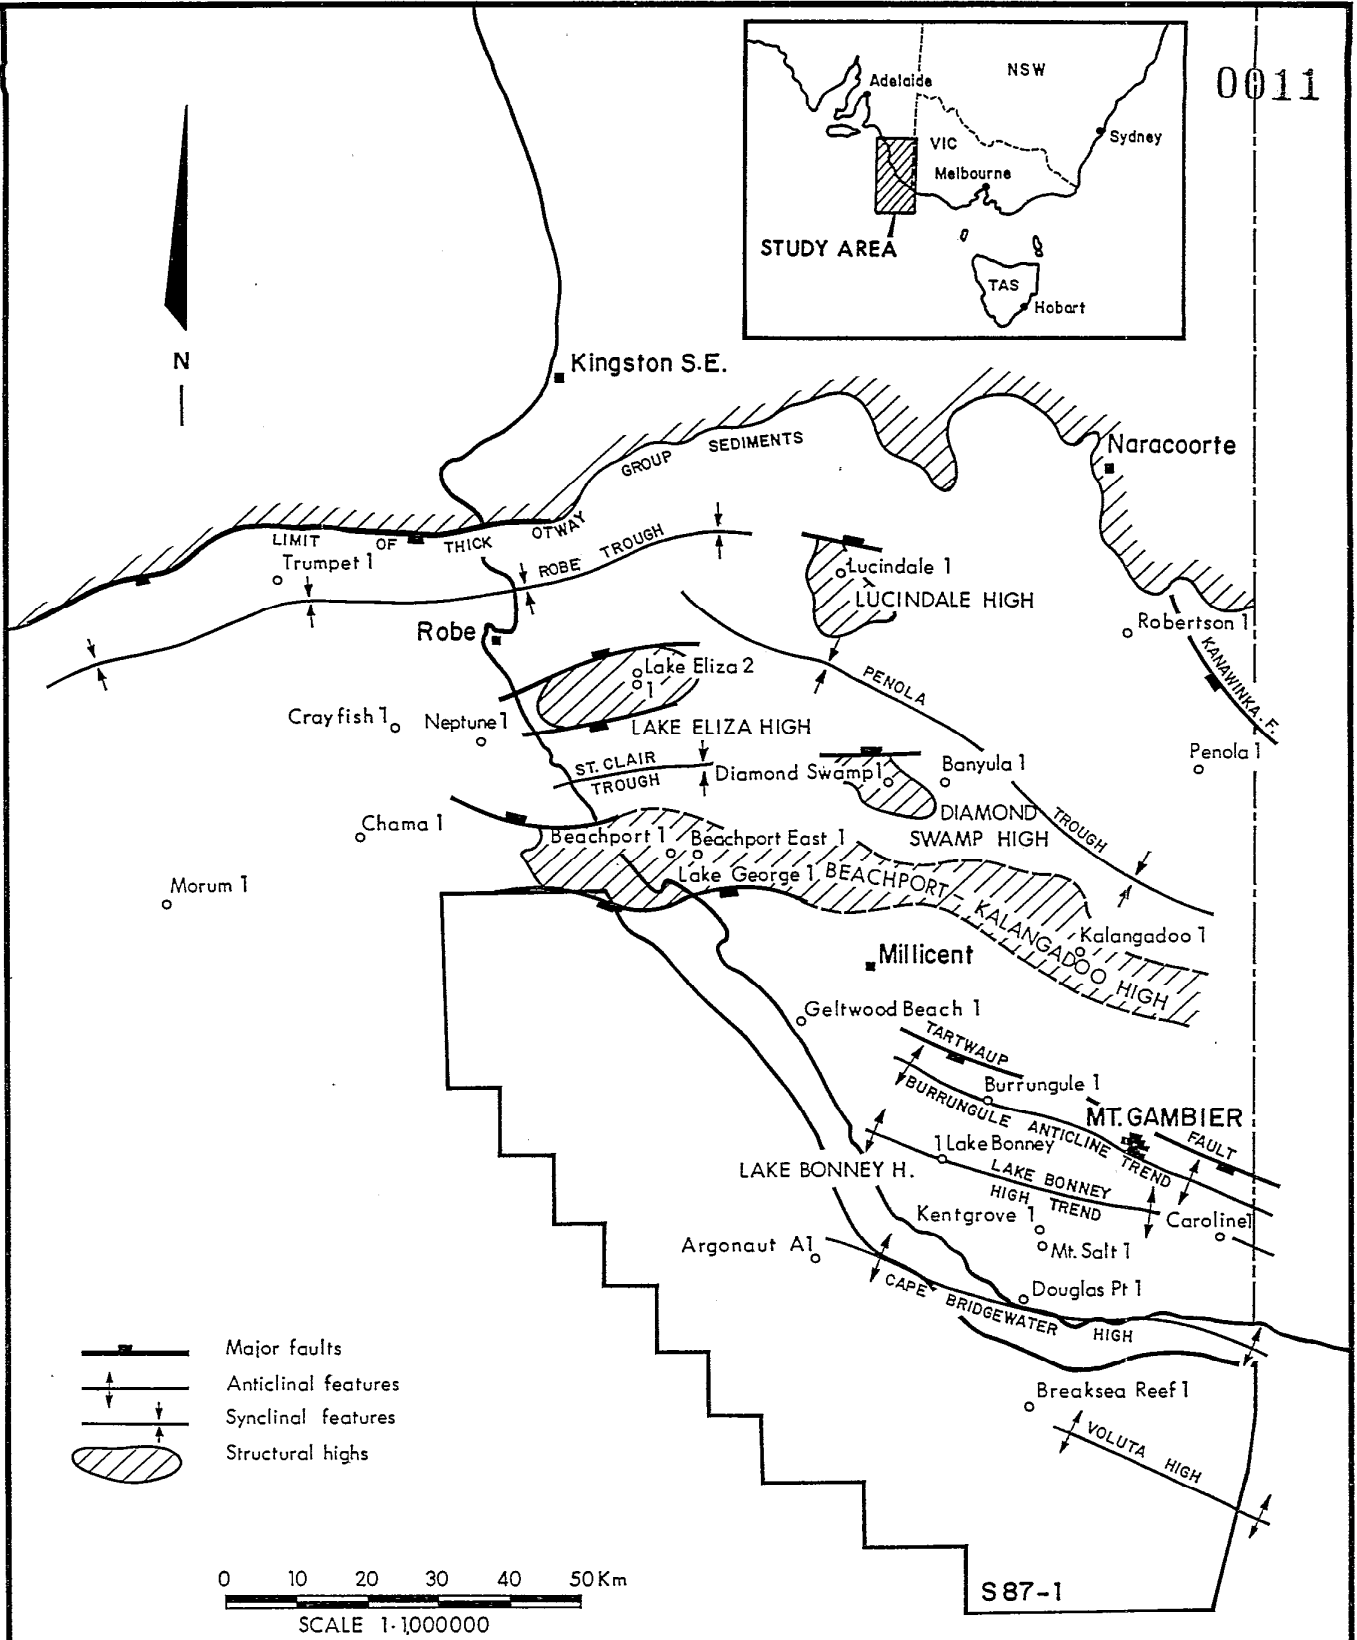 0011
NSW
Adelaide
VIC
Sydney
Melbourne
STUDY AREA
TAS
Hobart
N
Kingston S.E.
Naracoorte
LIMIT OF THICK OTWAY GROUP SEDIMENTS
Trumpet 1
ROBE TROUGH
Lucindale 1
LUCINDALE HIGH
Robertson 1
Robe
KANAWINKA. F.
Lake Eliza 2
1
PENOLA TROUGH
Crayfish 1
Neptune 1
LAKE ELIZA HIGH
Penola 1
ST. CLAIR
TROUGH
Diamond Swamp 1
Banyula 1
DIAMOND
SWAMP HIGH
Chama 1
Beachport 1
Beachport East 1
Morum 1
Lake George 1
BEACHPORT - KALANGADOO HIGH
Kalangadoo 1
Millicent
Geltwood Beach 1
TARTWAUP FAULT
Burrungule 1
BURRUNGULE ANTICLINE TREND
MT. GAMBIER
1 Lake Bonney
LAKE BONNEY H.
LAKE BONNEY
HIGH TREND
Kentgrove 1
Caroline 1
Argonaut A1
Mt. Salt 1
Douglas Pt 1
CAPE BRIDGEWATER HIGH
Major faults
Anticlinal features
Synclinal features
Structural highs
Breaksea Reef 1
VOLUTA HIGH
0 10 20 30 40 50 Km
SCALE 1:1,000000
S 87-1